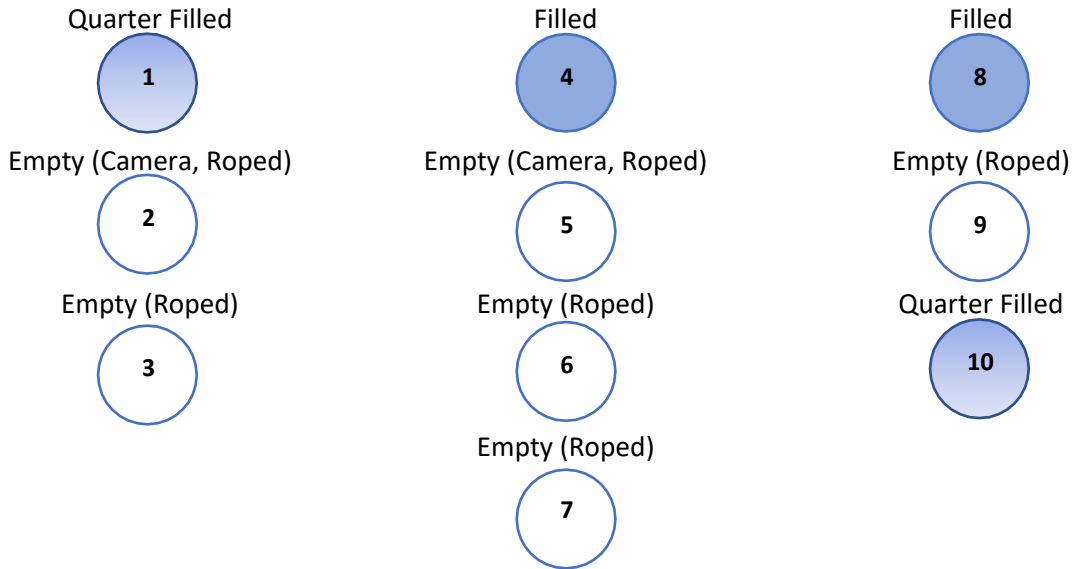 Quarter Filled
1
Empty (Camera, Roped)
2
Empty (Roped)
3
Filled
4
Empty (Camera, Roped)
5
Empty (Roped)
6
Empty (Roped)
7
Filled
8
Empty (Roped)
9
Quarter Filled
10